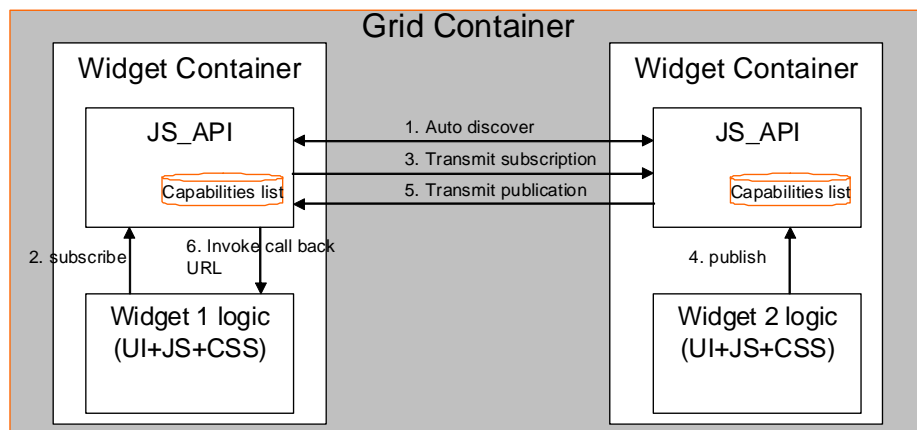 Grid Container
Widget Container
Widget Container
JS_API
JS_API
1. Auto discover
3. Transmit subscription
Capabilities list
Capabilities list
5. Transmit publication
2. subscribe
6. Invoke call back
URL
4. publish
Widget 1 logic
(UI+JS+CSS)
Widget 2 logic
(UI+JS+CSS)